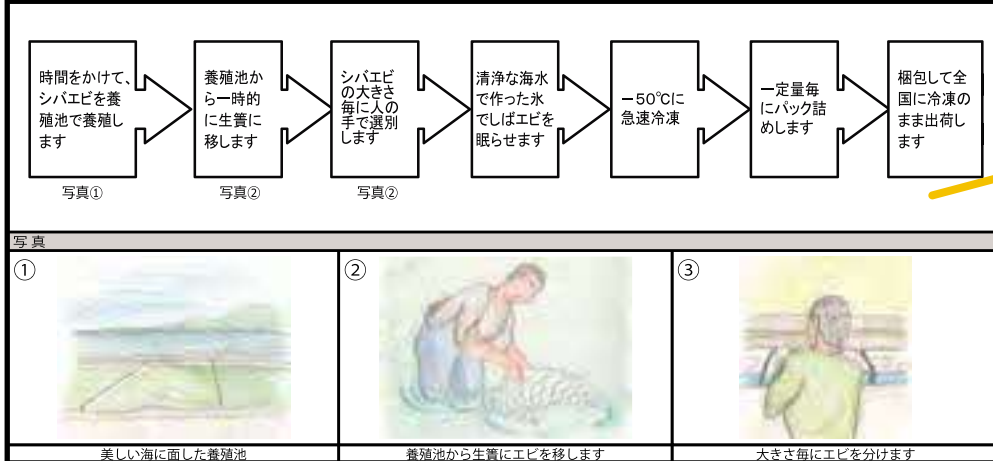 時間をかけて、
シバエビを養
殖池で養殖し
ます
写真①
養殖池か
ら一時的
に生簀に
移します
写真②
シバエビ
の大きさ
毎に人の
手で選別
します
写真②
清浄な海水
で作った氷
でしばエビを
眠らせます
－50℃に
急速冷凍
一定量毎
にパック詰
めします
梱包して全
国に冷凍の
まま出荷し
ます
写真
①
②
③
美しい海に面した養殖池
養殖池から生簀にエビを移します
大きさ毎にエビを分けます